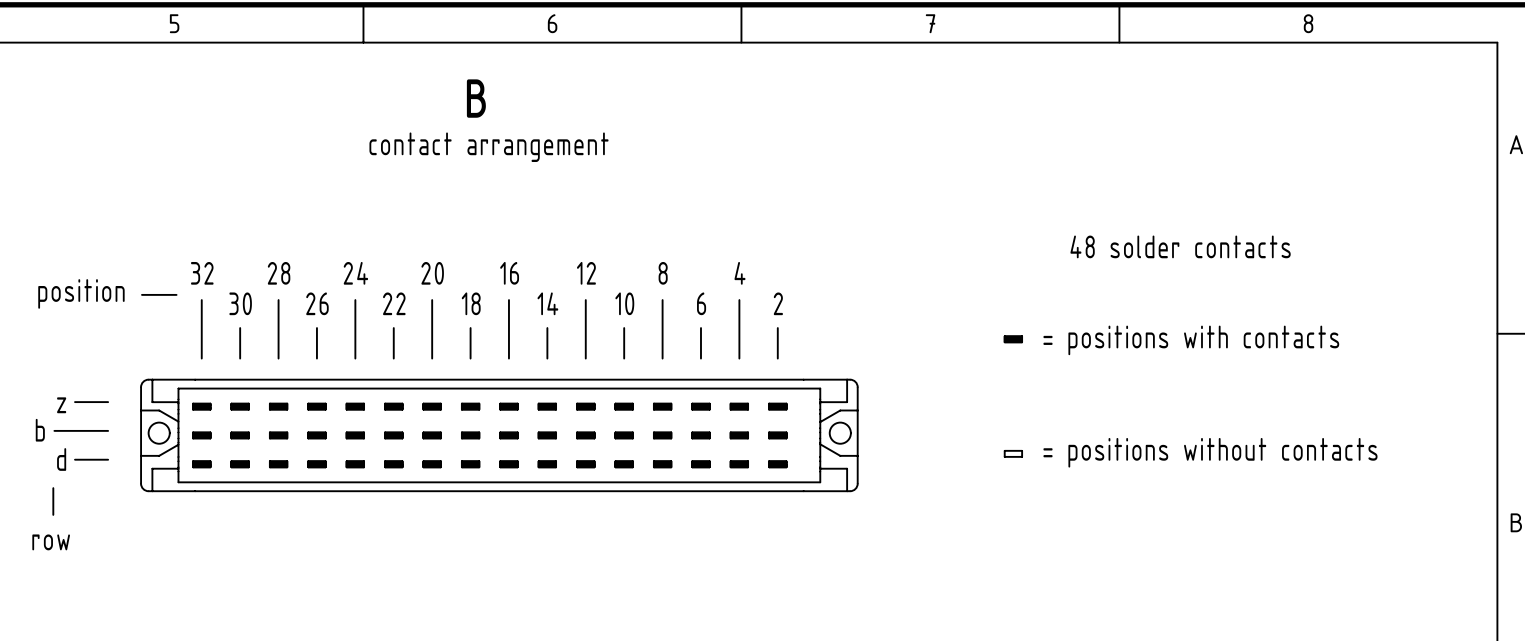 5 6 7 8
B
contact arrangement
A
48 solder contacts
position 32 28 24 20 16 12 8 4
30 26 22 18 14 10 6 2
= positions with contacts
z
b
d
= positions without contacts
row
B